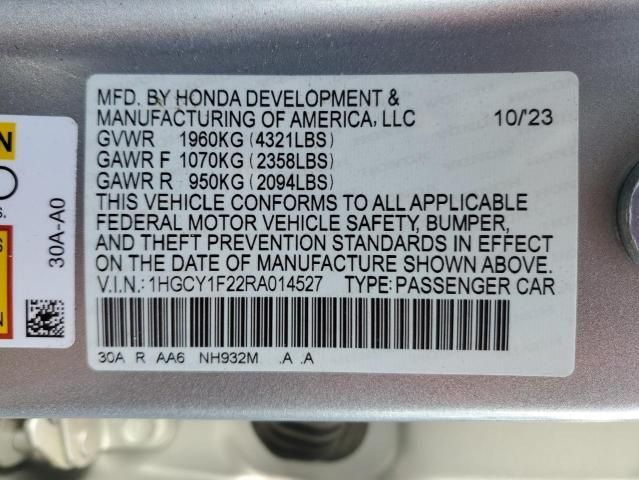 MFD. BY HONDA DEVELOPMENT &
MANUFACTURING OF AMERICA, LLC 10/'23
GVWR 1960KG (4321LBS)
GAWR F 1070KG (2358LBS)
GAWR R 950KG (2094LBS)
THIS VEHICLE CONFORMS TO ALL APPLICABLE
FEDERAL MOTOR VEHICLE SAFETY, BUMPER,
AND THEFT PREVENTION STANDARDS IN EFFECT
ON THE DATE OF MANUFACTURE SHOWN ABOVE.
V.I.N.: 1HGCY1F22RA014527 TYPE: PASSENGER CAR
30A R AA6 NH932M .A .A
30A-A0